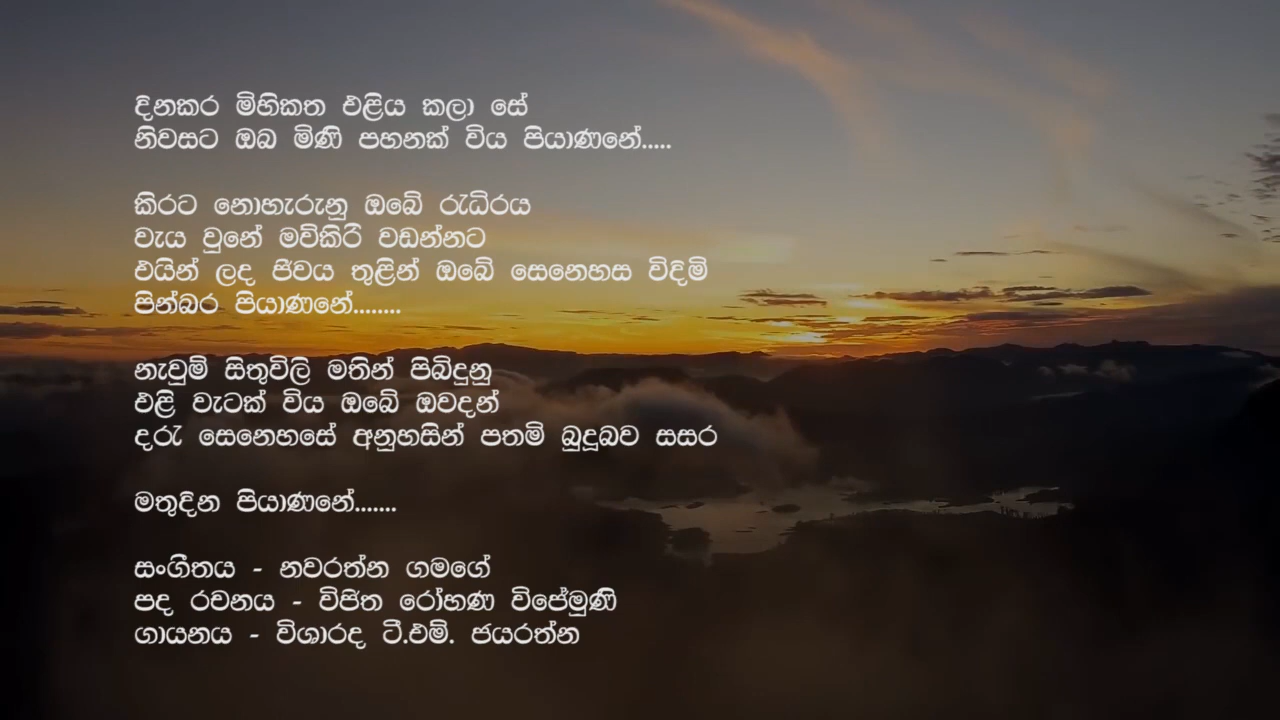 දිනකර මිහිකත එළිය කලා සේ
නිවසට ඔබ මිණි පහනක් විය පියාණනේ.....
කිරට නොහැරුනු ඔබේ රැධිරය
වැය වුනේ මව්කිරි වඩන්නට
එයින් ලද ජීවය තුළින් ඔබේ සෙනෙහස විදිමි
පින්බර පියාණනේ........
නැවුම් සිතුවිලි මතින් පිබිදුනු
එළි වැටක් විය ඔබේ ඔවදන්
දරැ සෙනෙහසේ අනුහසින් පතමි බුදුබව සසර
මතුදින පියාණනේ.......
සංගීතය - නවරත්න ගමගේ
පද රචනය - විජිත රෝහණ විජේමුණි
ගායනය - විශාරද ටී.එම්. ජයරත්න